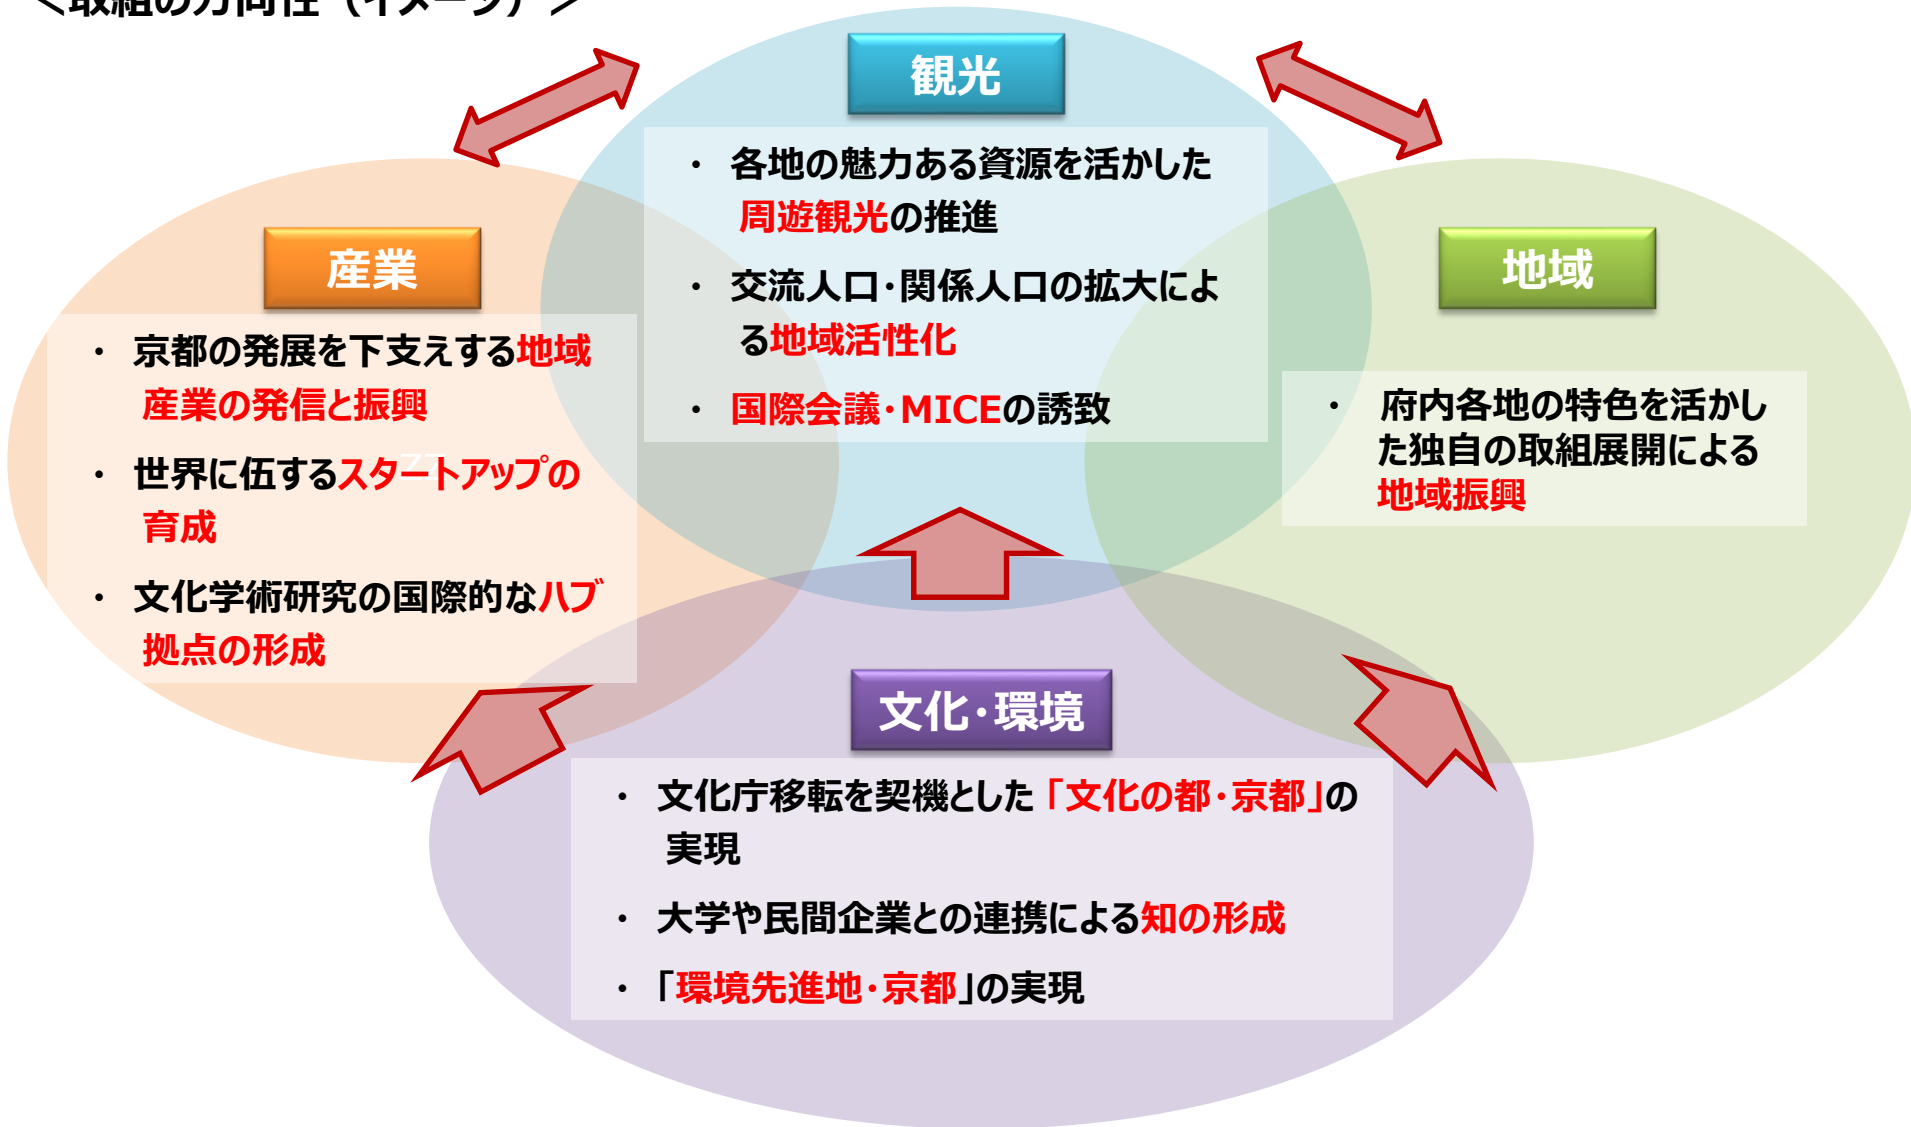 ＜取組の方向性（イメージ）＞
観光
・ 各地の魅力ある資源を活かした
周遊観光の推進
・ 交流人口・関係人口の拡大によ
る地域活性化
・ 国際会議・MICEの誘致
産業
・ 京都の発展を下支えする地域
産業の発信と振興
・ 世界に伍するスタートアップの
育成
・ 文化学術研究の国際的なハブ
拠点の形成
地域
・ 府内各地の特色を活かし
た独自の取組展開による
地域振興
文化・環境
・ 文化庁移転を契機とした「文化の都・京都」の
実現
・ 大学や民間企業との連携による知の形成
・ 「環境先進地・京都」の実現